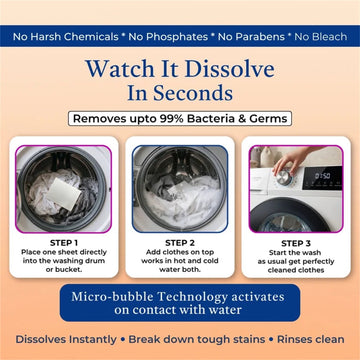 No Harsh Chemicals * No Phosphates * No Parabens * No Bleach
Watch It Dissolve
In Seconds
Removes upto 99% Bacteria & Germs
STEP 1
Place one sheet directly
into the washing drum
or bucket.
STEP 2
Add clothes on top
works in hot and cold
water both.
STEP 3
Start the wash
as usual get perfectly
cleaned clothes
Micro-bubble Technology activates
on contact with water
Dissolves Instantly • Break down tough stains • Rinses clean